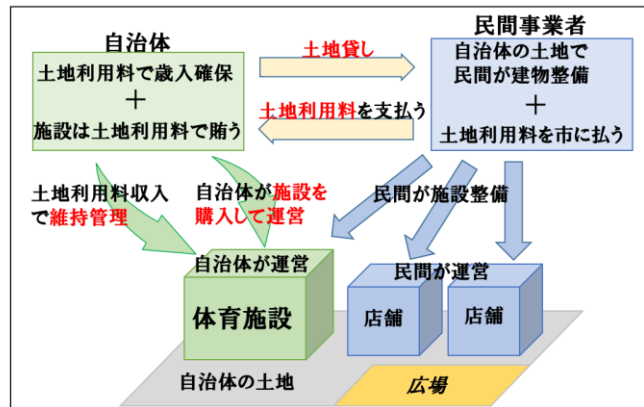 自治体
土地利用料で歳入確保
＋
施設は土地利用料で賄う
土地貸し
土地利用料を支払う
民間事業者
自治体の土地で
民間が建物整備
＋
土地利用料を市に払う
土地利用料収入
で維持管理
自治体が施設を
購入して運営
民間が施設整備
自治体が運営
体育施設
民間が運営
店舗
店舗
自治体の土地
広場